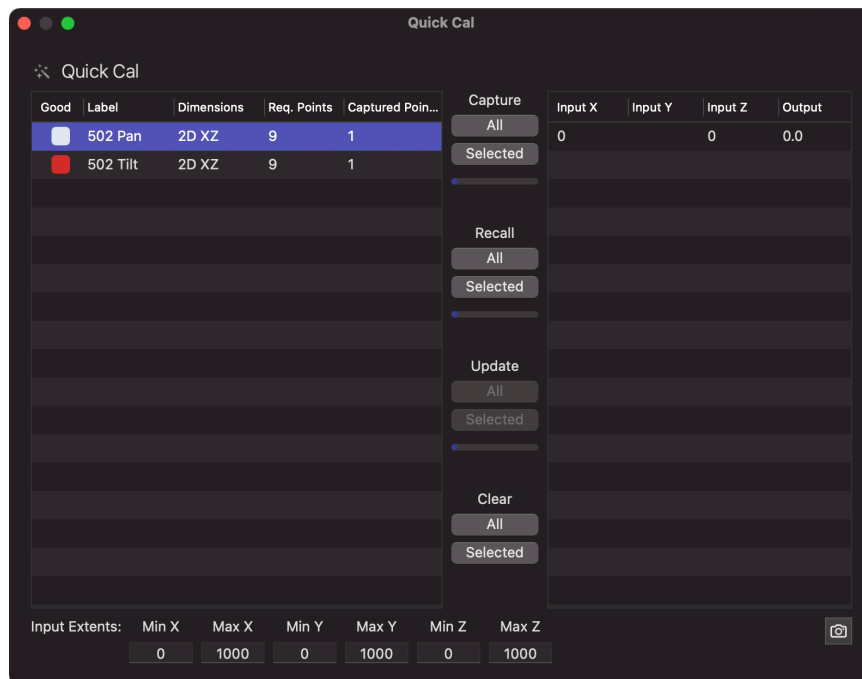 Quick Cal
Quick Cal
Good Label Dimensions Req. Points Captured Poin...
502 Pan 2D XZ 9 1
502 Tilt 2D XZ 9 1
Capture
All
Selected
Recall
All
Selected
Update
All
Selected
Clear
All
Selected
Input X Input Y Input Z Output
0 0 0.0
Input Extents: Min X Max X Min Y Max Y Min Z Max Z
0 1000 0 1000 0 1000